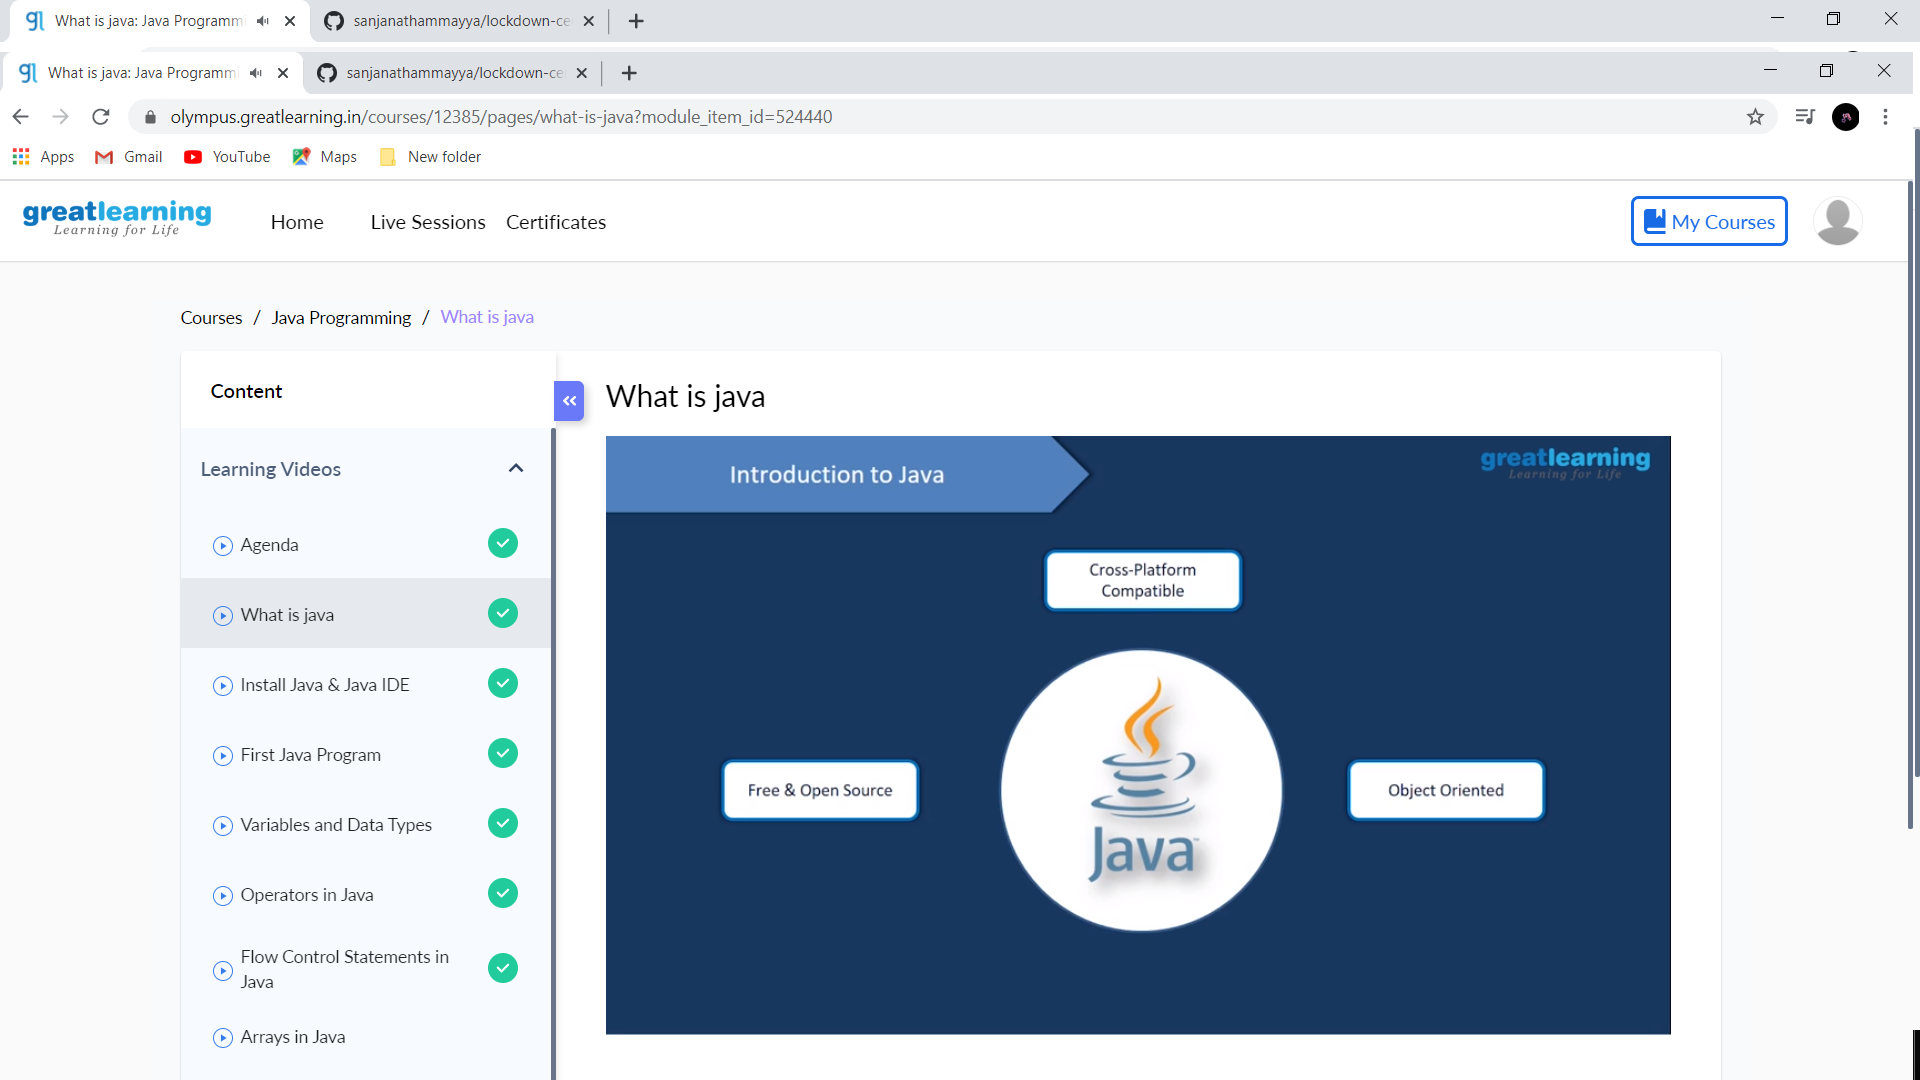 What is java: Java Programm
sanjanathammayya/lockdown-ce
What is java: Java Programm
sanjanathammayya/lockdown-ce
olympus.greatlearning.in/courses/12385/pages/what-is-java?module_item_id=524440
Apps Gmail YouTube Maps New folder
greatlearning
Learning for Life
Home Live Sessions Certificates My Courses
Courses / Java Programming / What is java
Content
What is java
Learning Videos
Agenda
What is java
Install Java & Java IDE
First Java Program
Variables and Data Types
Operators in Java
Flow Control Statements in
Java
Arrays in Java
Introduction to Java
greatlearning
Learning for Life
Cross-Platform
Compatible
Free & Open Source
Object Oriented
Java™